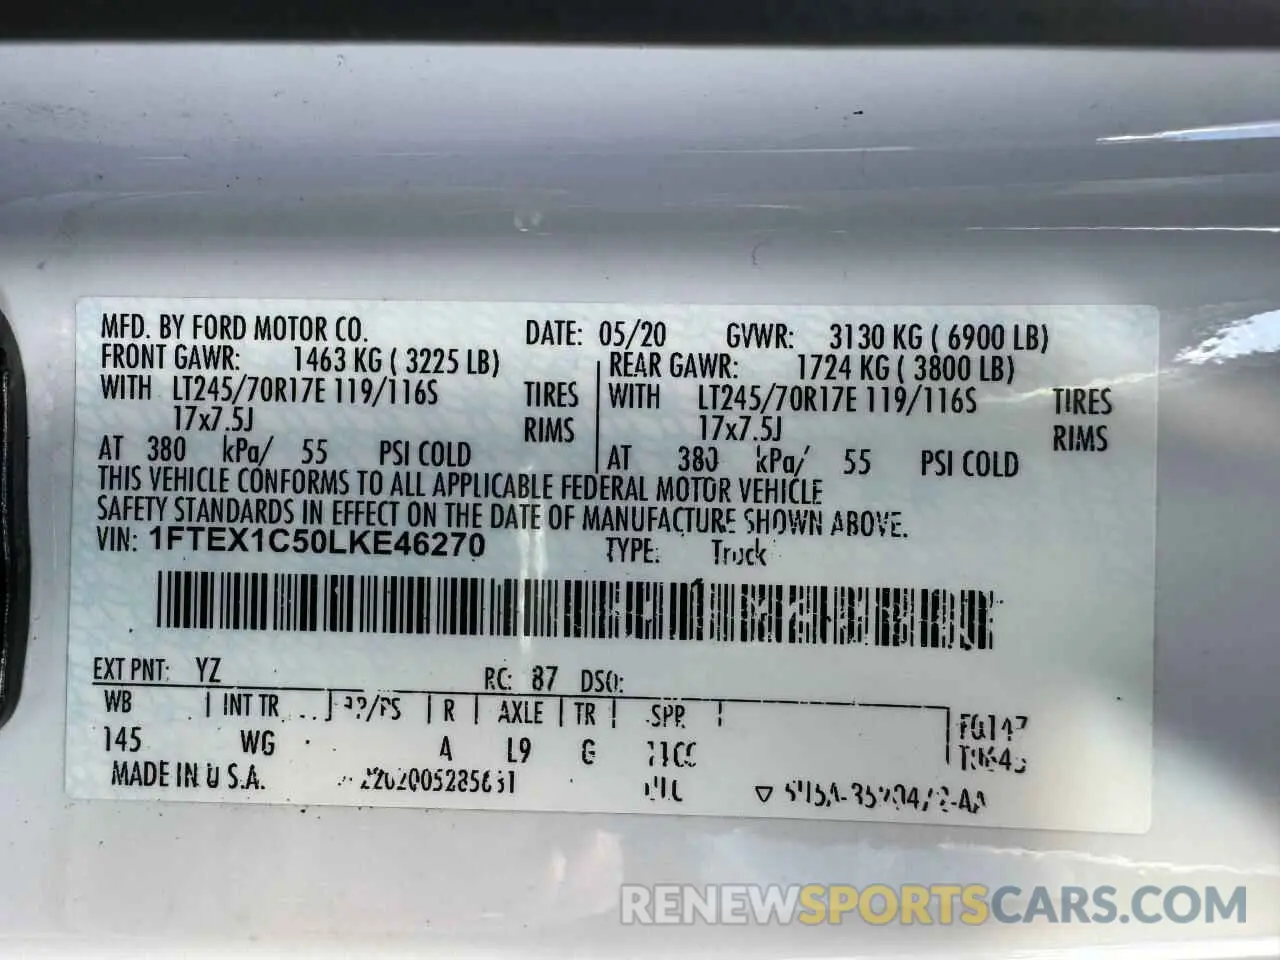 MFD. BY FORD MOTOR CO. DATE: 05/20 GVWR: 3130 KG ( 6900 LB)
FRONT GAWR: 1463 KG ( 3225 LB) REAR GAWR: 1724 KG ( 3800 LB)
WITH LT245/70R17E 119/116S TIRES WITH LT245/70R17E 119/116S TIRES
17x7.5J RIMS 17x7.5J RIMS
AT 380 kPa/ 55 PSI COLD AT 380 kPa/ 55 PSI COLD
THIS VEHICLE CONFORMS TO ALL APPLICABLE FEDERAL MOTOR VEHICLE
SAFETY STANDARDS IN EFFECT ON THE DATE OF MANUFACTURE SHOWN ABOVE.
VIN: 1FTEX1C50LKE46270 TYPE: Truck
EXT PNT: YZ RC: 87 DSO:
WB INT TR R AXLE TR SPR
145 WG A L9 G
MADE IN U.S.A.
RENEWSPORTSCARS.COM